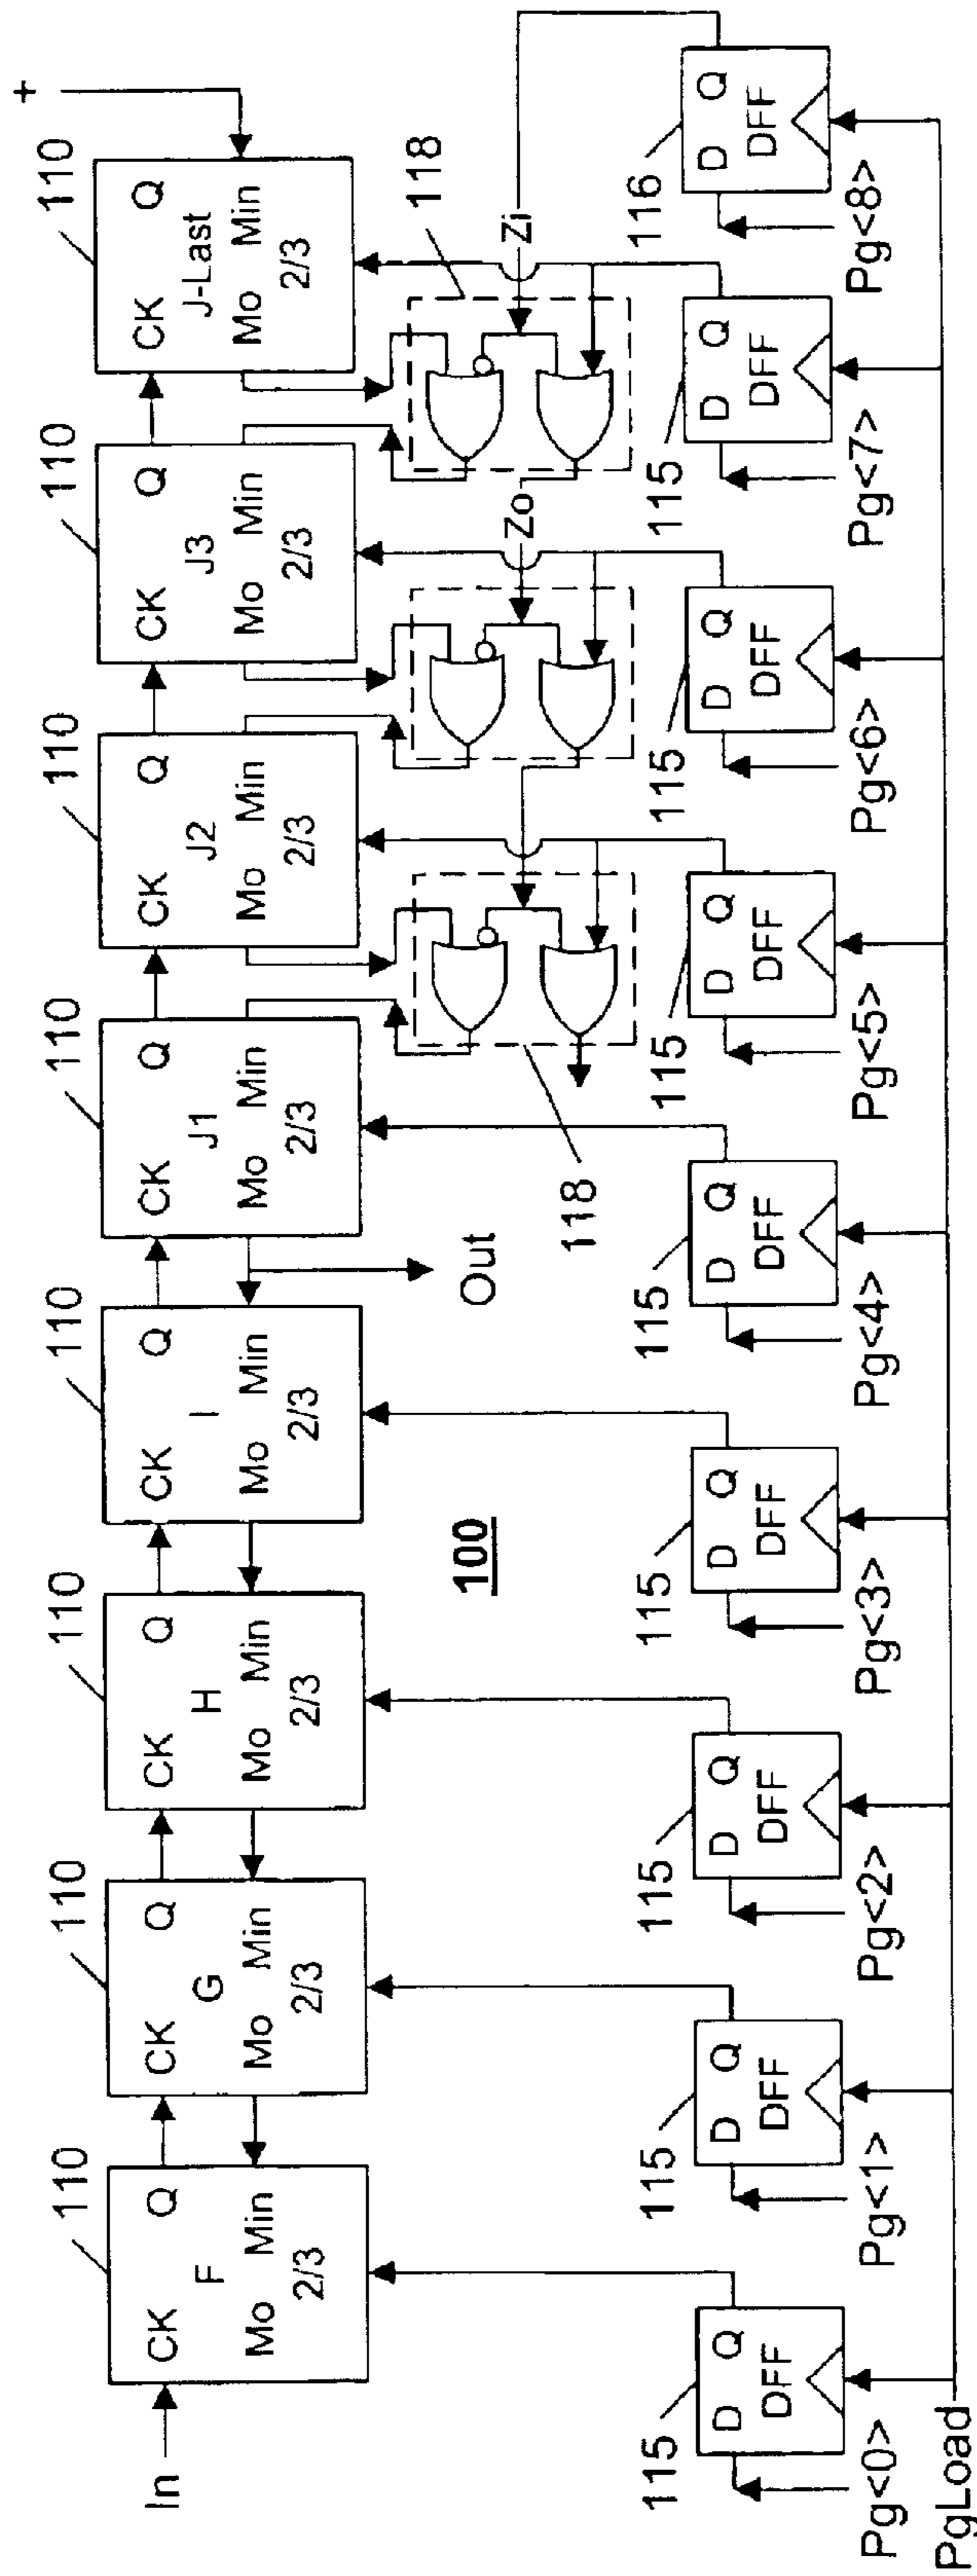 110 110 110 110 110 110 110 110
+
In
CK Q
F
Mo Min
2/3
CK Q
G
Mo Min
2/3
CK Q
H
Mo Min
2/3
CK Q
I
Mo Min
2/3
CK Q
J1
Mo Min
2/3
CK Q
J2
Mo Min
2/3
CK Q
J3
Mo Min
2/3
CK Q
J-Last
Mo Min
2/3
Out
100
118
118
Zo
Zi
115
D Q
DFF
115
D Q
DFF
115
D Q
DFF
115
D Q
DFF
115
D Q
DFF
115
D Q
DFF
115
D Q
DFF
115
D Q
DFF
116
D Q
DFF
Pg<0>
Pg<1>
Pg<2>
Pg<3>
Pg<4>
Pg<5>
Pg<6>
Pg<7>
Pg<8>
PgLoad